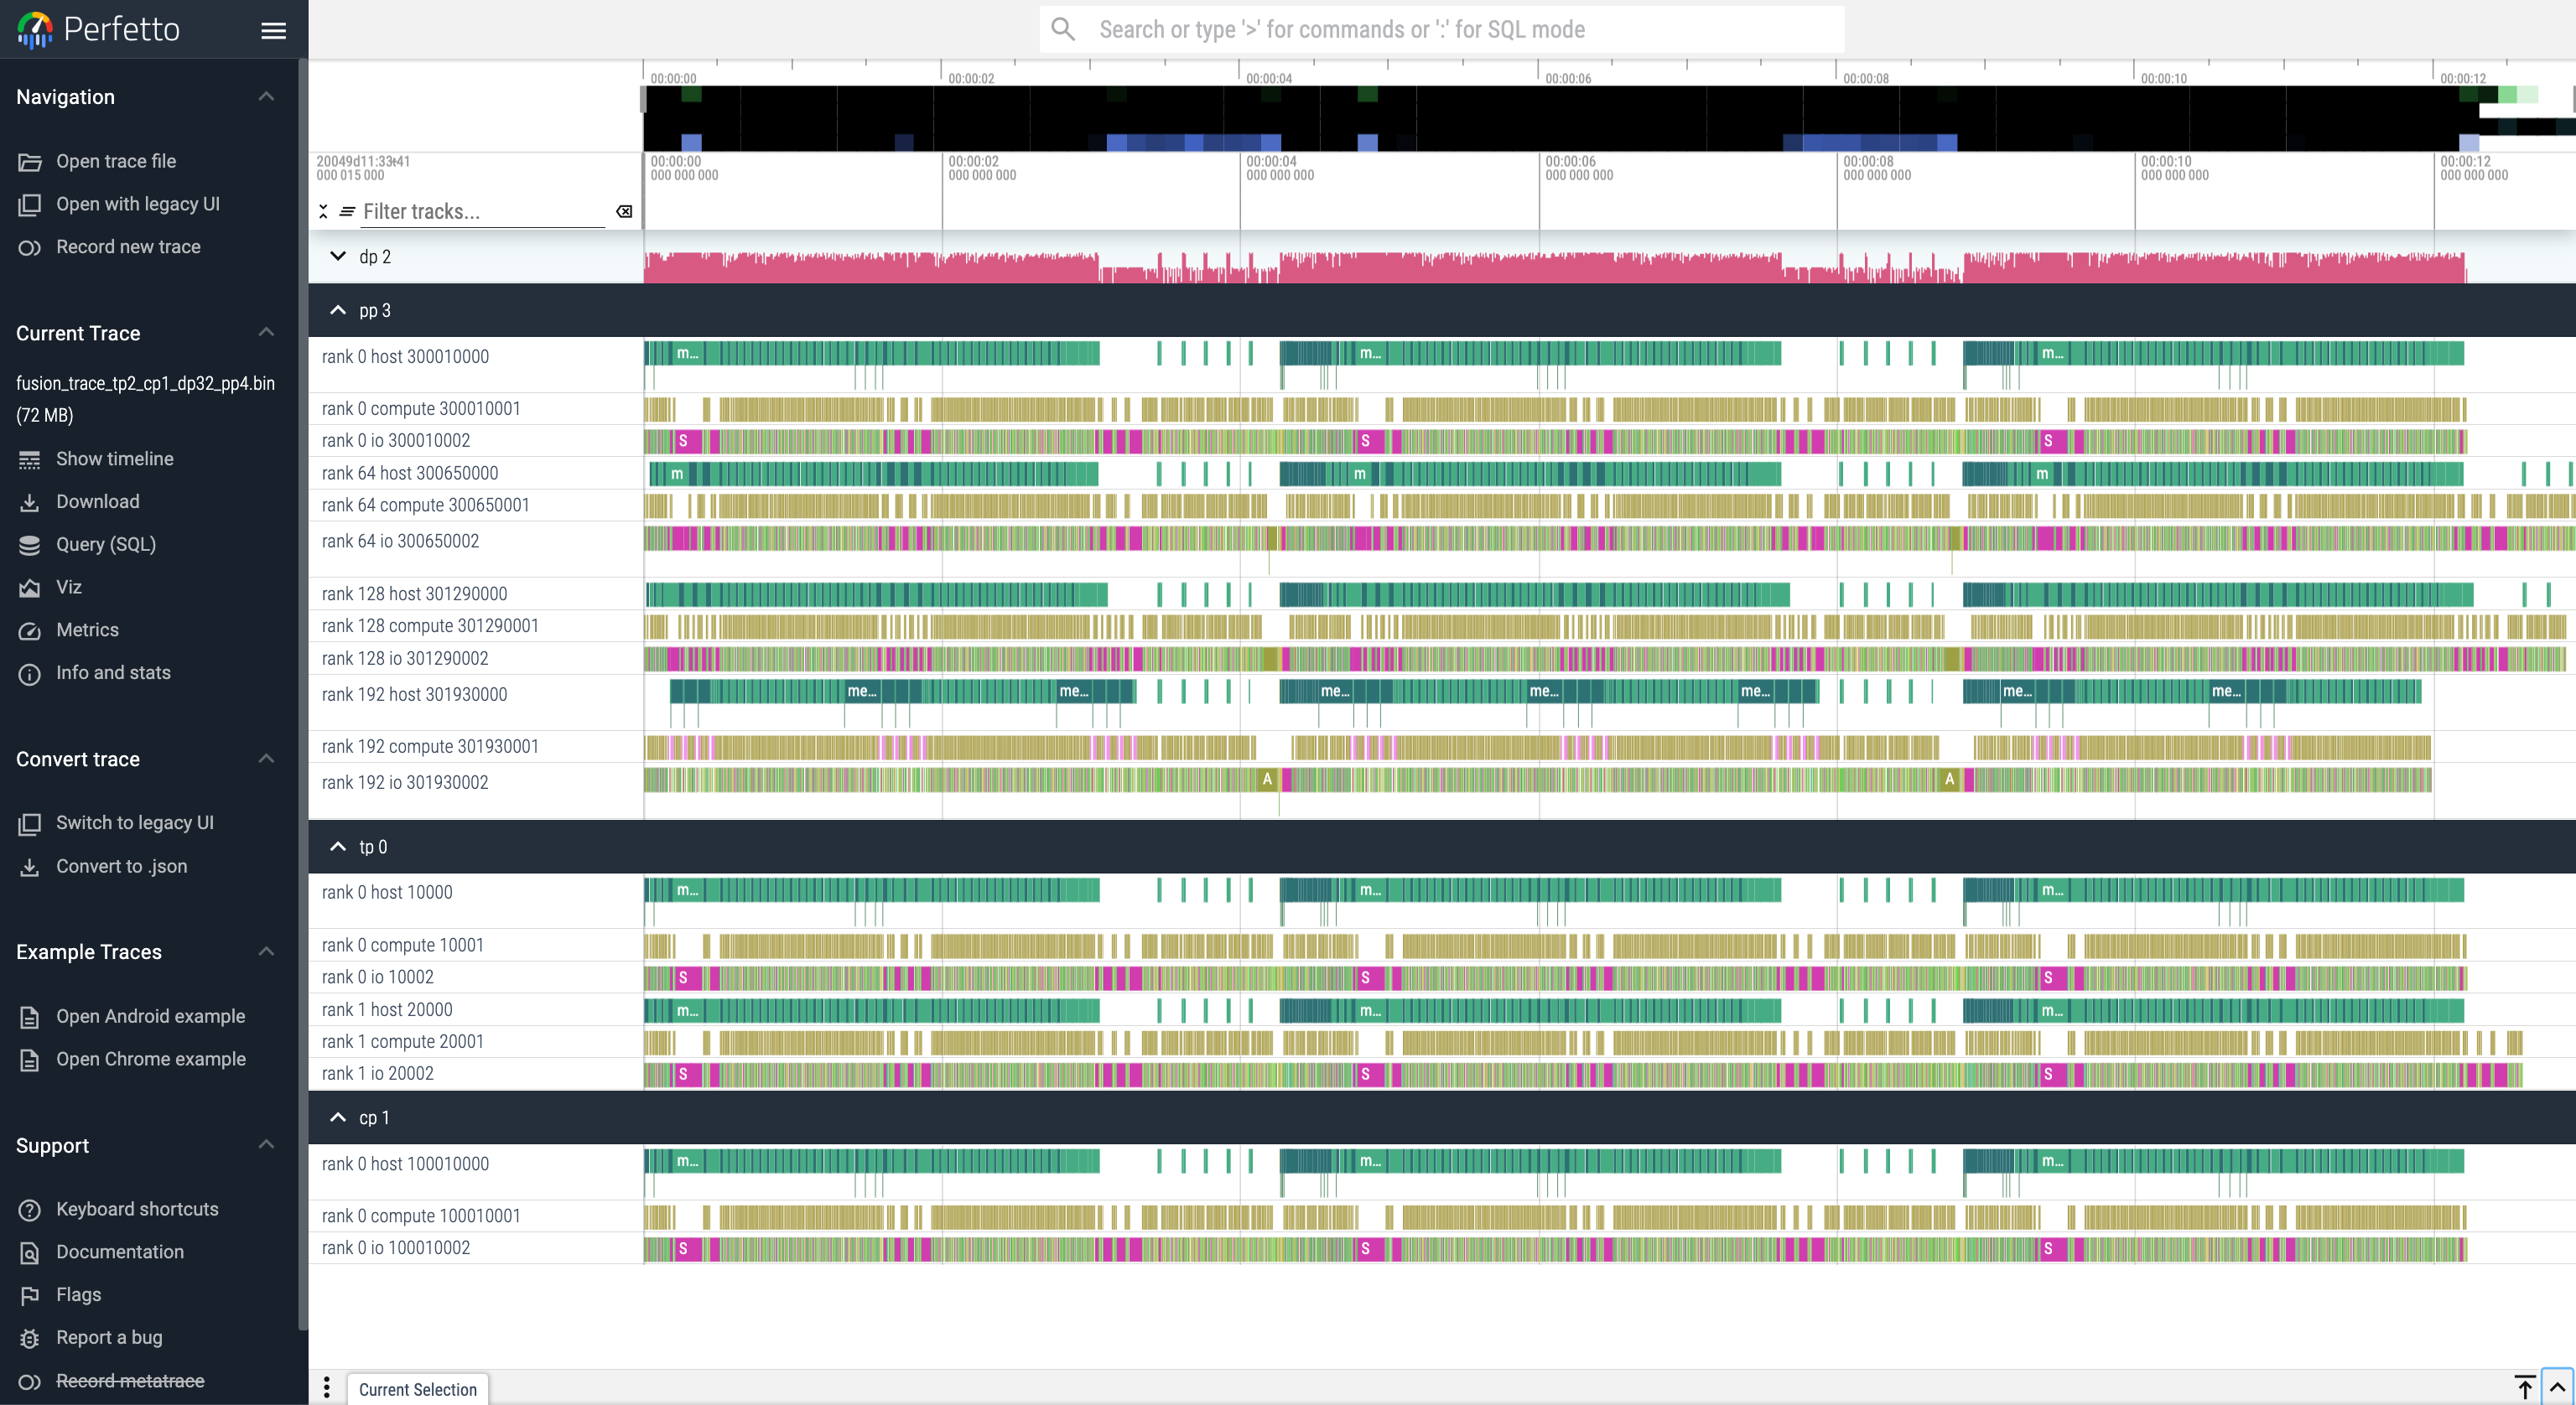 Perfetto
Search or type '>' for commands or ':' for SQL mode
Navigation
Open trace file
Open with legacy UI
Record new trace
Current Trace
fusion_trace_tp2_cp1_dp32_pp4.bin
(72 MB)
Show timeline
Download
Query (SQL)
Viz
Metrics
Info and stats
Convert trace
Switch to legacy UI
Convert to .json
Example Traces
Open Android example
Open Chrome example
Support
Keyboard shortcuts
Documentation
Flags
Report a bug
Record metatrace
00:00:00 00:00:02 00:00:04 00:00:06 00:00:08 00:00:10 00:00:12
00:00:00 00:00:02 00:00:04 00:00:06 00:00:08 00:00:10 00:00:12
000 015 000 000 000 000 000 000 000 000 000 000 000 000 000 000 000 000 000 000 000 000 000 000
Filter tracks...
dp 2
pp 3
rank 0 host 300010000 m... m... m...
rank 0 compute 300010001
rank 0 io 300010002 S S S
rank 64 host 300650000 m m m
rank 64 compute 300650001
rank 64 io 300650002
rank 128 host 301290000
rank 128 compute 301290001
rank 128 io 301290002
rank 192 host 301930000 me... me... me... me... me... me... me...
rank 192 compute 301930001
rank 192 io 301930002 A A
tp 0
rank 0 host 10000 m... m... m...
rank 0 compute 10001
rank 0 io 10002 S S S
rank 1 host 20000 m... m... m...
rank 1 compute 20001
rank 1 io 20002 S S S
cp 1
rank 0 host 100010000 m... m... m...
rank 0 compute 100010001
rank 0 io 100010002 S S S
Current Selection